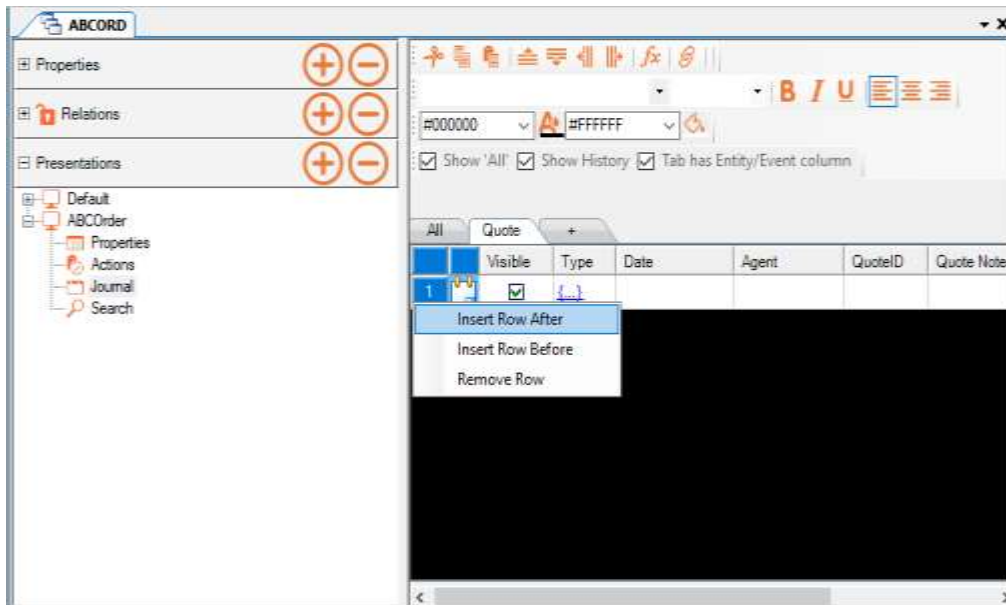 ABCORD
Properties
Relations
Presentations
Default
ABCOrder
Properties
Actions
Journal
Search
fx
B I U
#000000 A #FFFFFF
Show 'All' Show History Tab has Entity/Event column
All Quote +
Visible Type Date Agent QuoteID Quote Note
1 {...}
Insert Row After
Insert Row Before
Remove Row